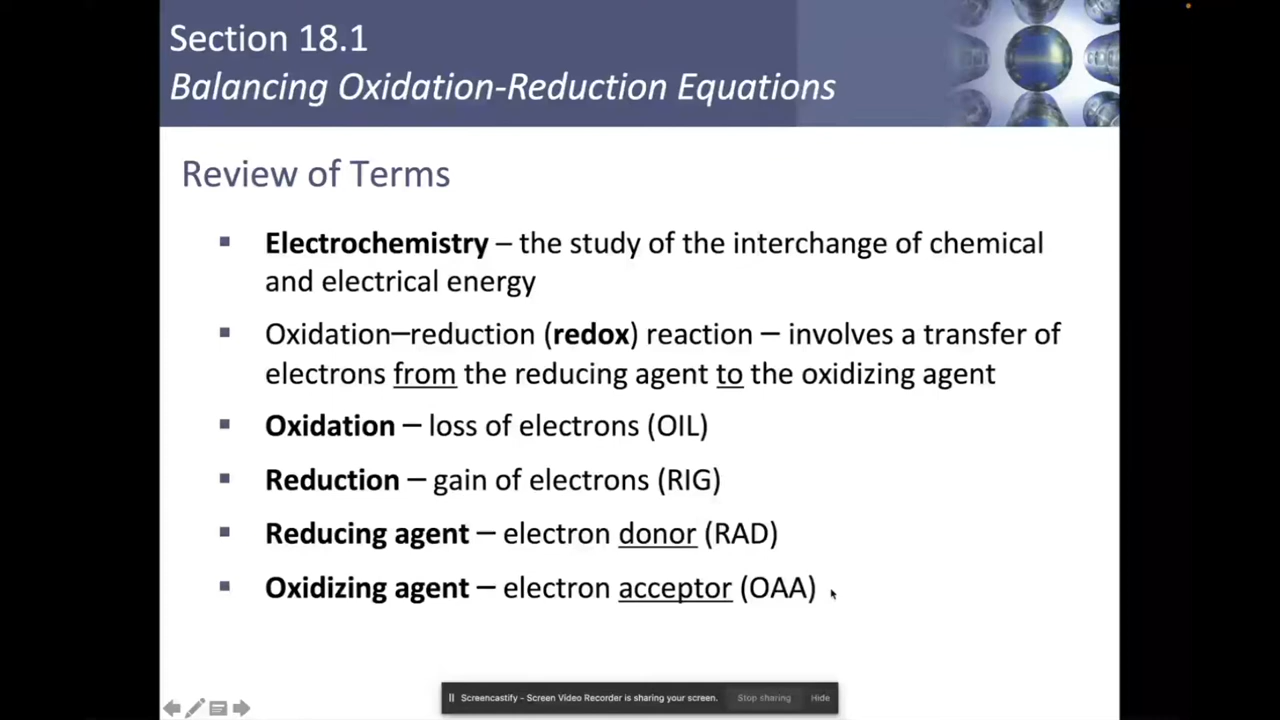 Section 18.1
Balancing Oxidation-Reduction Equations
Review of Terms
▪ Electrochemistry – the study of the interchange of chemical
and electrical energy
▪ Oxidation–reduction (redox) reaction – involves a transfer of
electrons from the reducing agent to the oxidizing agent
▪ Oxidation – loss of electrons (OIL)
▪ Reduction – gain of electrons (RIG)
▪ Reducing agent – electron donor (RAD)
▪ Oxidizing agent – electron acceptor (OAA)
Screencastify - Screen Video Recorder is sharing your screen. Stop sharing Hide